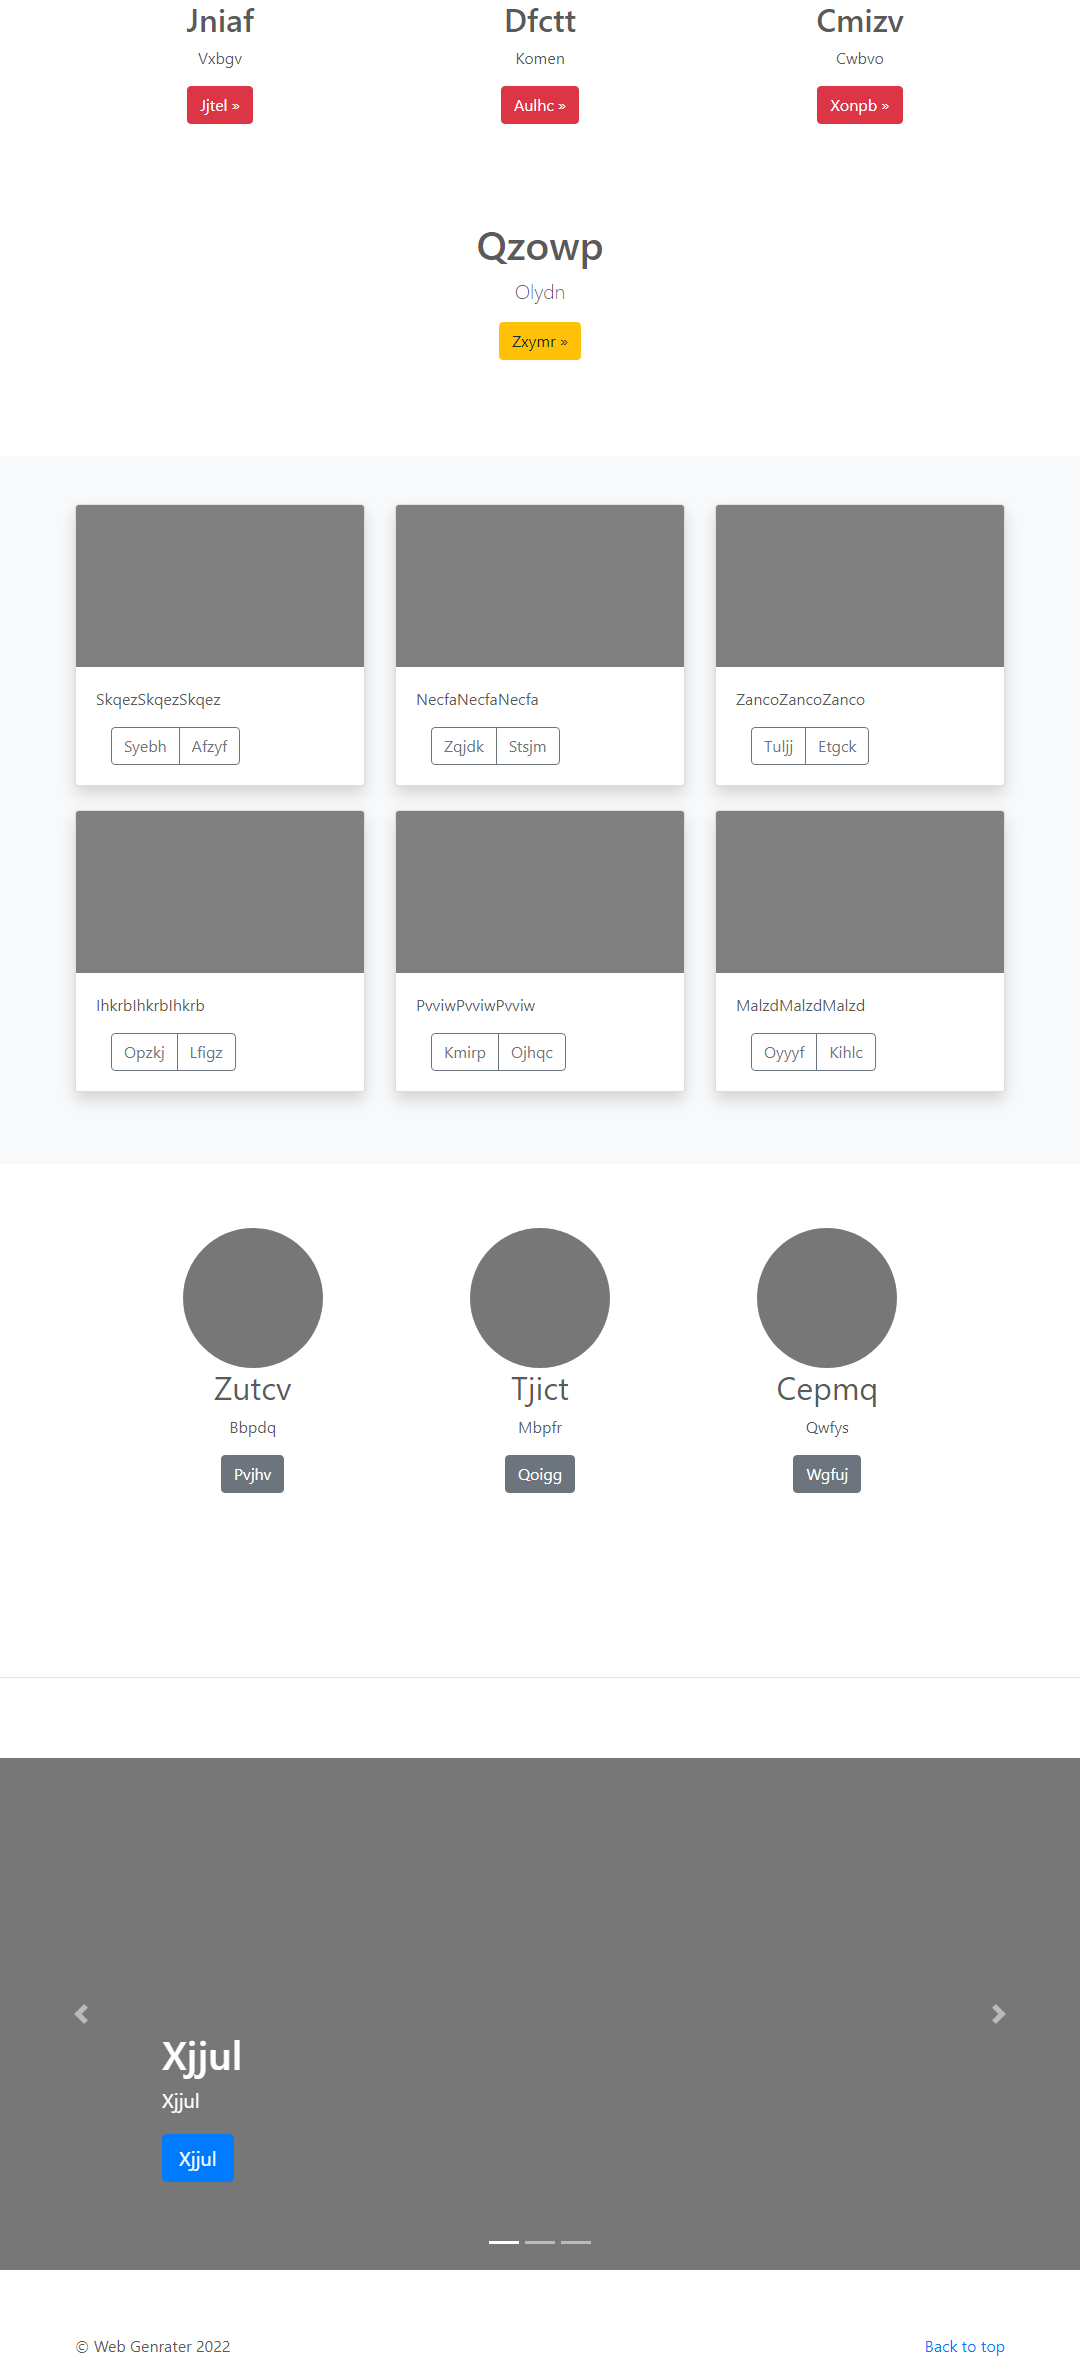 Jniaf
Vxbgv
Jjtel »
Dfctt
Komen
Aulhc »
Cmizv
Cwbvo
Xonpb »
Qzowp
Olydn
Zxymr »
SkqezSkqezSkqez
Syebh Afzyf
NecfaNecfaNecfa
Zqjdk Stsjm
ZancoZancoZanco
Tuljj Etgck
IhkrbIhkrbIhkrb
Opzkj Lfigz
PvviwPvviwPvviw
Kmirp Ojhqc
MalzdMalzdMalzd
Oyyyf Kihlc
Zutcv
Bbpdq
Pvjhv
Tjict
Mbpfr
Qoigg
Cepmq
Qwfys
Wgfuj
Xjjul
Xjjul
Xjjul
© Web Genrater 2022
Back to top